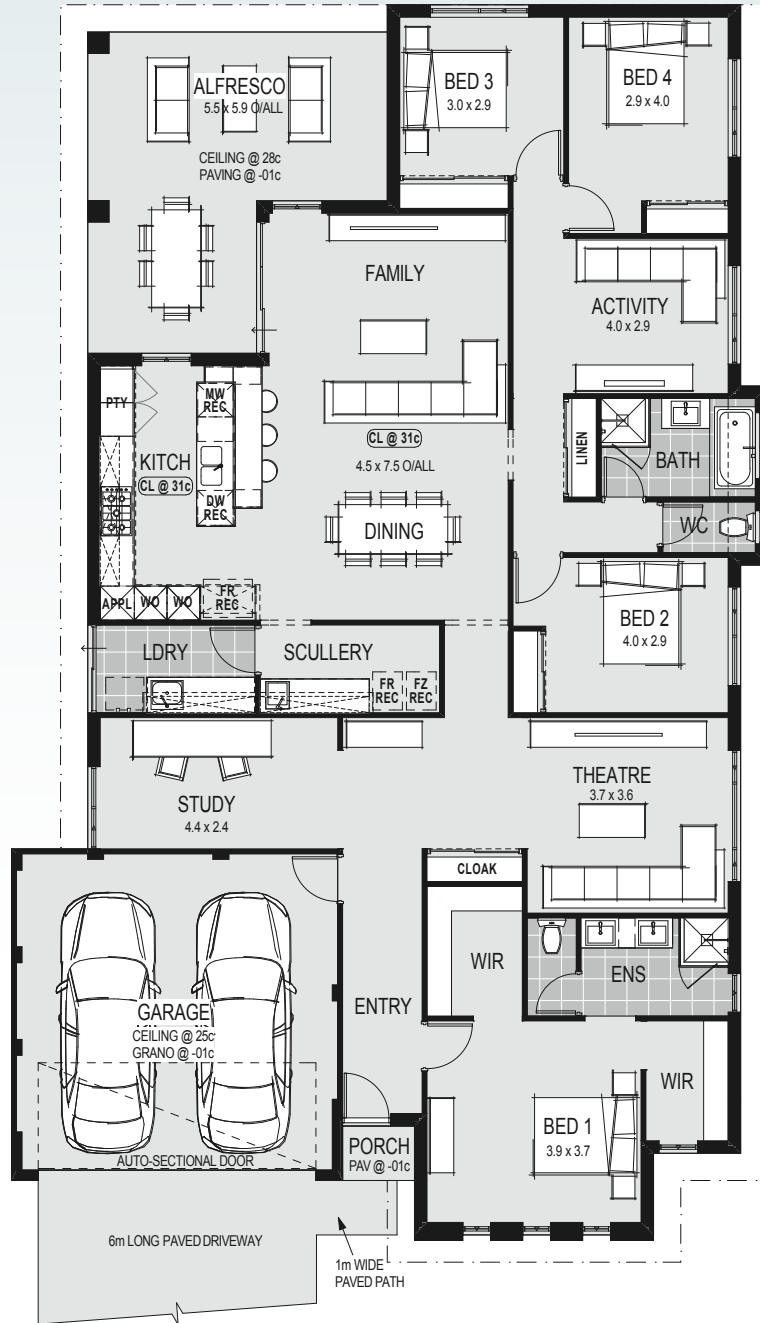 ALFRESCO
5.5 x 5.9 O/ALL
CEILING @ 28c
PAVING @ -01c
BED 3
3.0 x 2.9
BED 4
2.9 x 4.0
FAMILY
ACTIVITY
4.0 x 2.9
PTY
MW
REC
KITCH
CL @ 31c
DW
REC
CL @ 31c
4.5 x 7.5 O/ALL
DINING
LINEN
BATH
WC
APPL
WO
WO
FR
REC
BED 2
4.0 x 2.9
LDRY
SCULLERY
FR
REC
FZ
REC
STUDY
4.4 x 2.4
THEATRE
3.7 x 3.6
CLOAK
WIR
ENS
GARAGE
CEILING @ 25c
GRANO @ -01c
ENTRY
WIR
BED 1
3.9 x 3.7
PORCH
PAV @ -01c
AUTO-SECTIONAL DOOR
6m LONG PAVED DRIVEWAY
1m WIDE
PAVED PATH